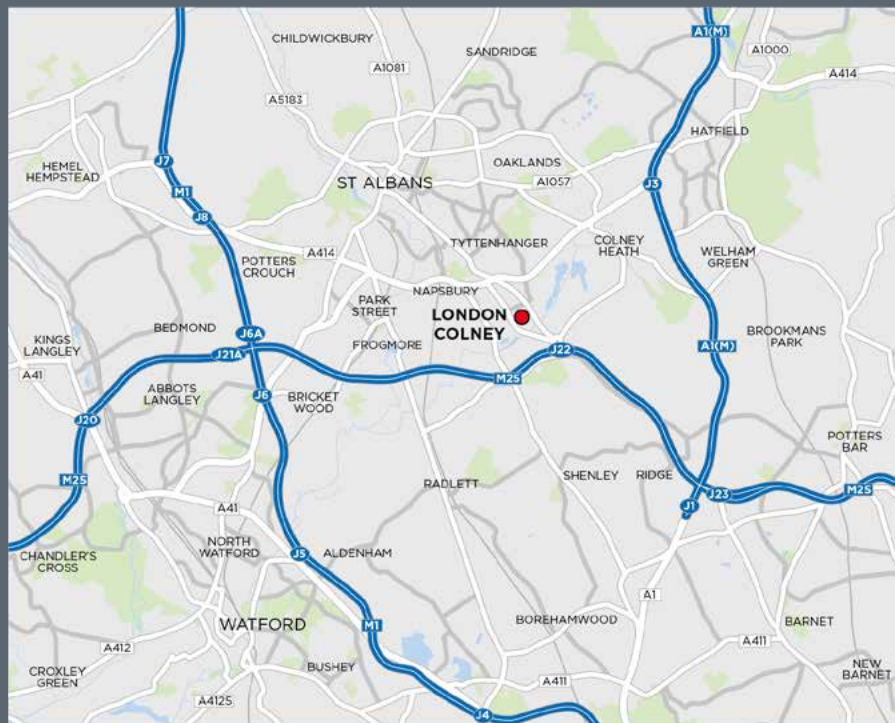 A1(M)
CHILDWICKBURY
SANDRIDGE
A1000
A1081
A414
A5183
HATFIELD
J7
HEMEL
HEMPSTEAD
OAKLANDS
ST ALBANS
A1057
J3
M1
J8
TYTTENHANGER
COLNEY
HEATH
WELHAM
GREEN
A414
POTTERS
CROUCH
NAPSBURY
PARK
STREET
LONDON
COLNEY
BEDMOND
J6A
BROOKMANS
PARK
KINGS
LANGLEY
J21A
FROGMORE
J22
A1(M)
A41
M25
ABBOTS
LANGLEY
J6
BRICKET
WOOD
J20
POTTERS
BAR
M25
RADLETT
SHENLEY
RIDGE
M25
J23
J1
A41
NORTH
WATFORD
J5
ALDENHAM
CHANDLER'S
CROSS
A1
WATFORD
M1
BOREHAMWOOD
BARNET
A412
A411
CROXLEY
GREEN
BUSHEY
A411
NEW
BARNET
A4125
J4